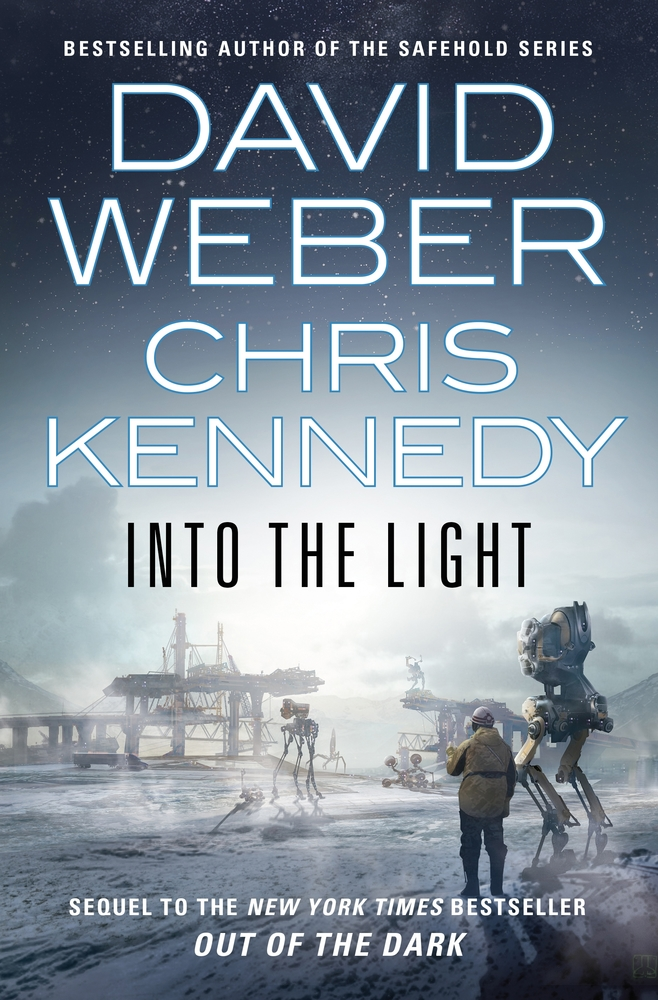 BESTSELLING AUTHOR OF THE SAFEHOLD SERIES
DAVID
WEBER
CHRIS
KENNEDY
INTO THE LIGHT
SEQUEL TO THE NEW YORK TIMES BESTSELLER
OUT OF THE DARK